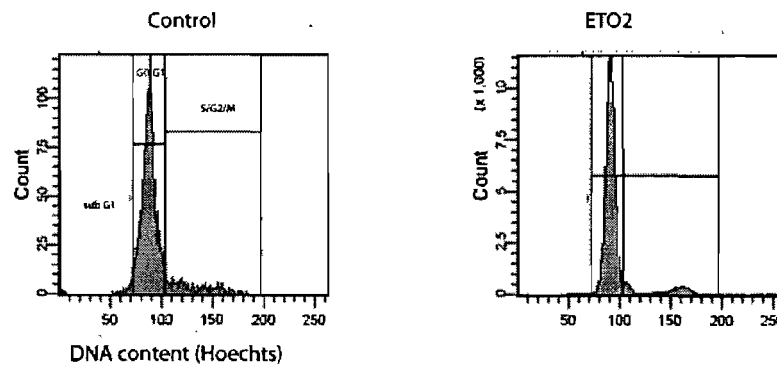 Control
ETO2
G0 G1
S/G2/M
sub G1
Count
0 25 50 75 100
0 50 100 150 200 250
DNA content (Hoechts)
(x 1,000)
Count
0 2.5 5 7.5 10
50 100 150 200 250